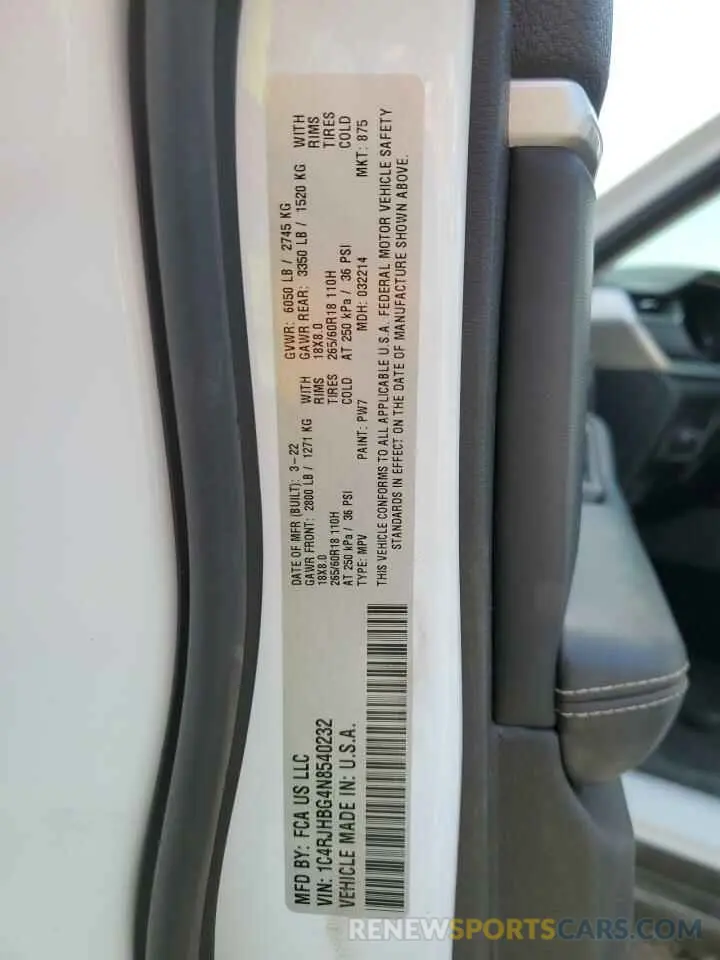 MFD BY: FCA US LLC
VIN: 1C4RJHBG4N8540232
VEHICLE MADE IN: U.S.A.
DATE OF MFR (BUILT): 3-22
GVWR: 6050 LB / 2745 KG
GAWR FRONT: 2800 LB / 1271 KG WITH
GAWR REAR: 3350 LB / 1520 KG WITH
18X8.0 RIMS
18X8.0 RIMS
265/60R18 110H TIRES
265/60R18 110H TIRES
AT 250 kPa / 36 PSI COLD
AT 250 kPa / 36 PSI COLD
TYPE: MPV PAINT: PW7 MDH: 032214 MKT: 875
THIS VEHICLE CONFORMS TO ALL APPLICABLE U.S.A. FEDERAL MOTOR VEHICLE SAFETY
STANDARDS IN EFFECT ON THE DATE OF MANUFACTURE SHOWN ABOVE.
RENEWSPORTSCARS.COM